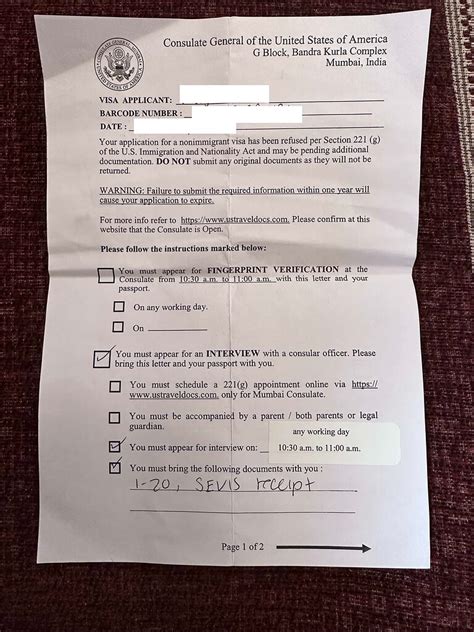 Consulate General of the United States of America
G Block, Bandra Kurla Complex
Mumbai, India
VISA APPLICANT:
BARCODE NUMBER :
DATE :
Your application for a nonimmigrant visa has been refused per Section 221 (g)
of the U.S. Immigration and Nationality Act and may be pending additional
documentation. DO NOT submit any original documents as they will not be
returned.
WARNING: Failure to submit the required information within one year will
cause your application to expire.
For more info refer to https://www.ustraveldocs.com. Please confirm at this
website that the Consulate is Open.
Please follow the instructions marked below:
You must appear for FINGERPRINT VERIFICATION at the
Consulate from 10:30 a.m. to 11:00 a.m. with this letter and your
passport.
On any working day.
On
You must appear for an INTERVIEW with a consular officer. Please
bring this letter and your passport with you.
You must schedule a 221(g) appointment online via https://
www.ustraveldocs.com. only for Mumbai Consulate.
You must be accompanied by a parent / both parents or legal
guardian.
any working day
You must appear for interview on: 10:30 a.m. to 11:00 a.m.
You must bring the following documents with you :
I-20, SEVIS receipt
Page 1 of 2